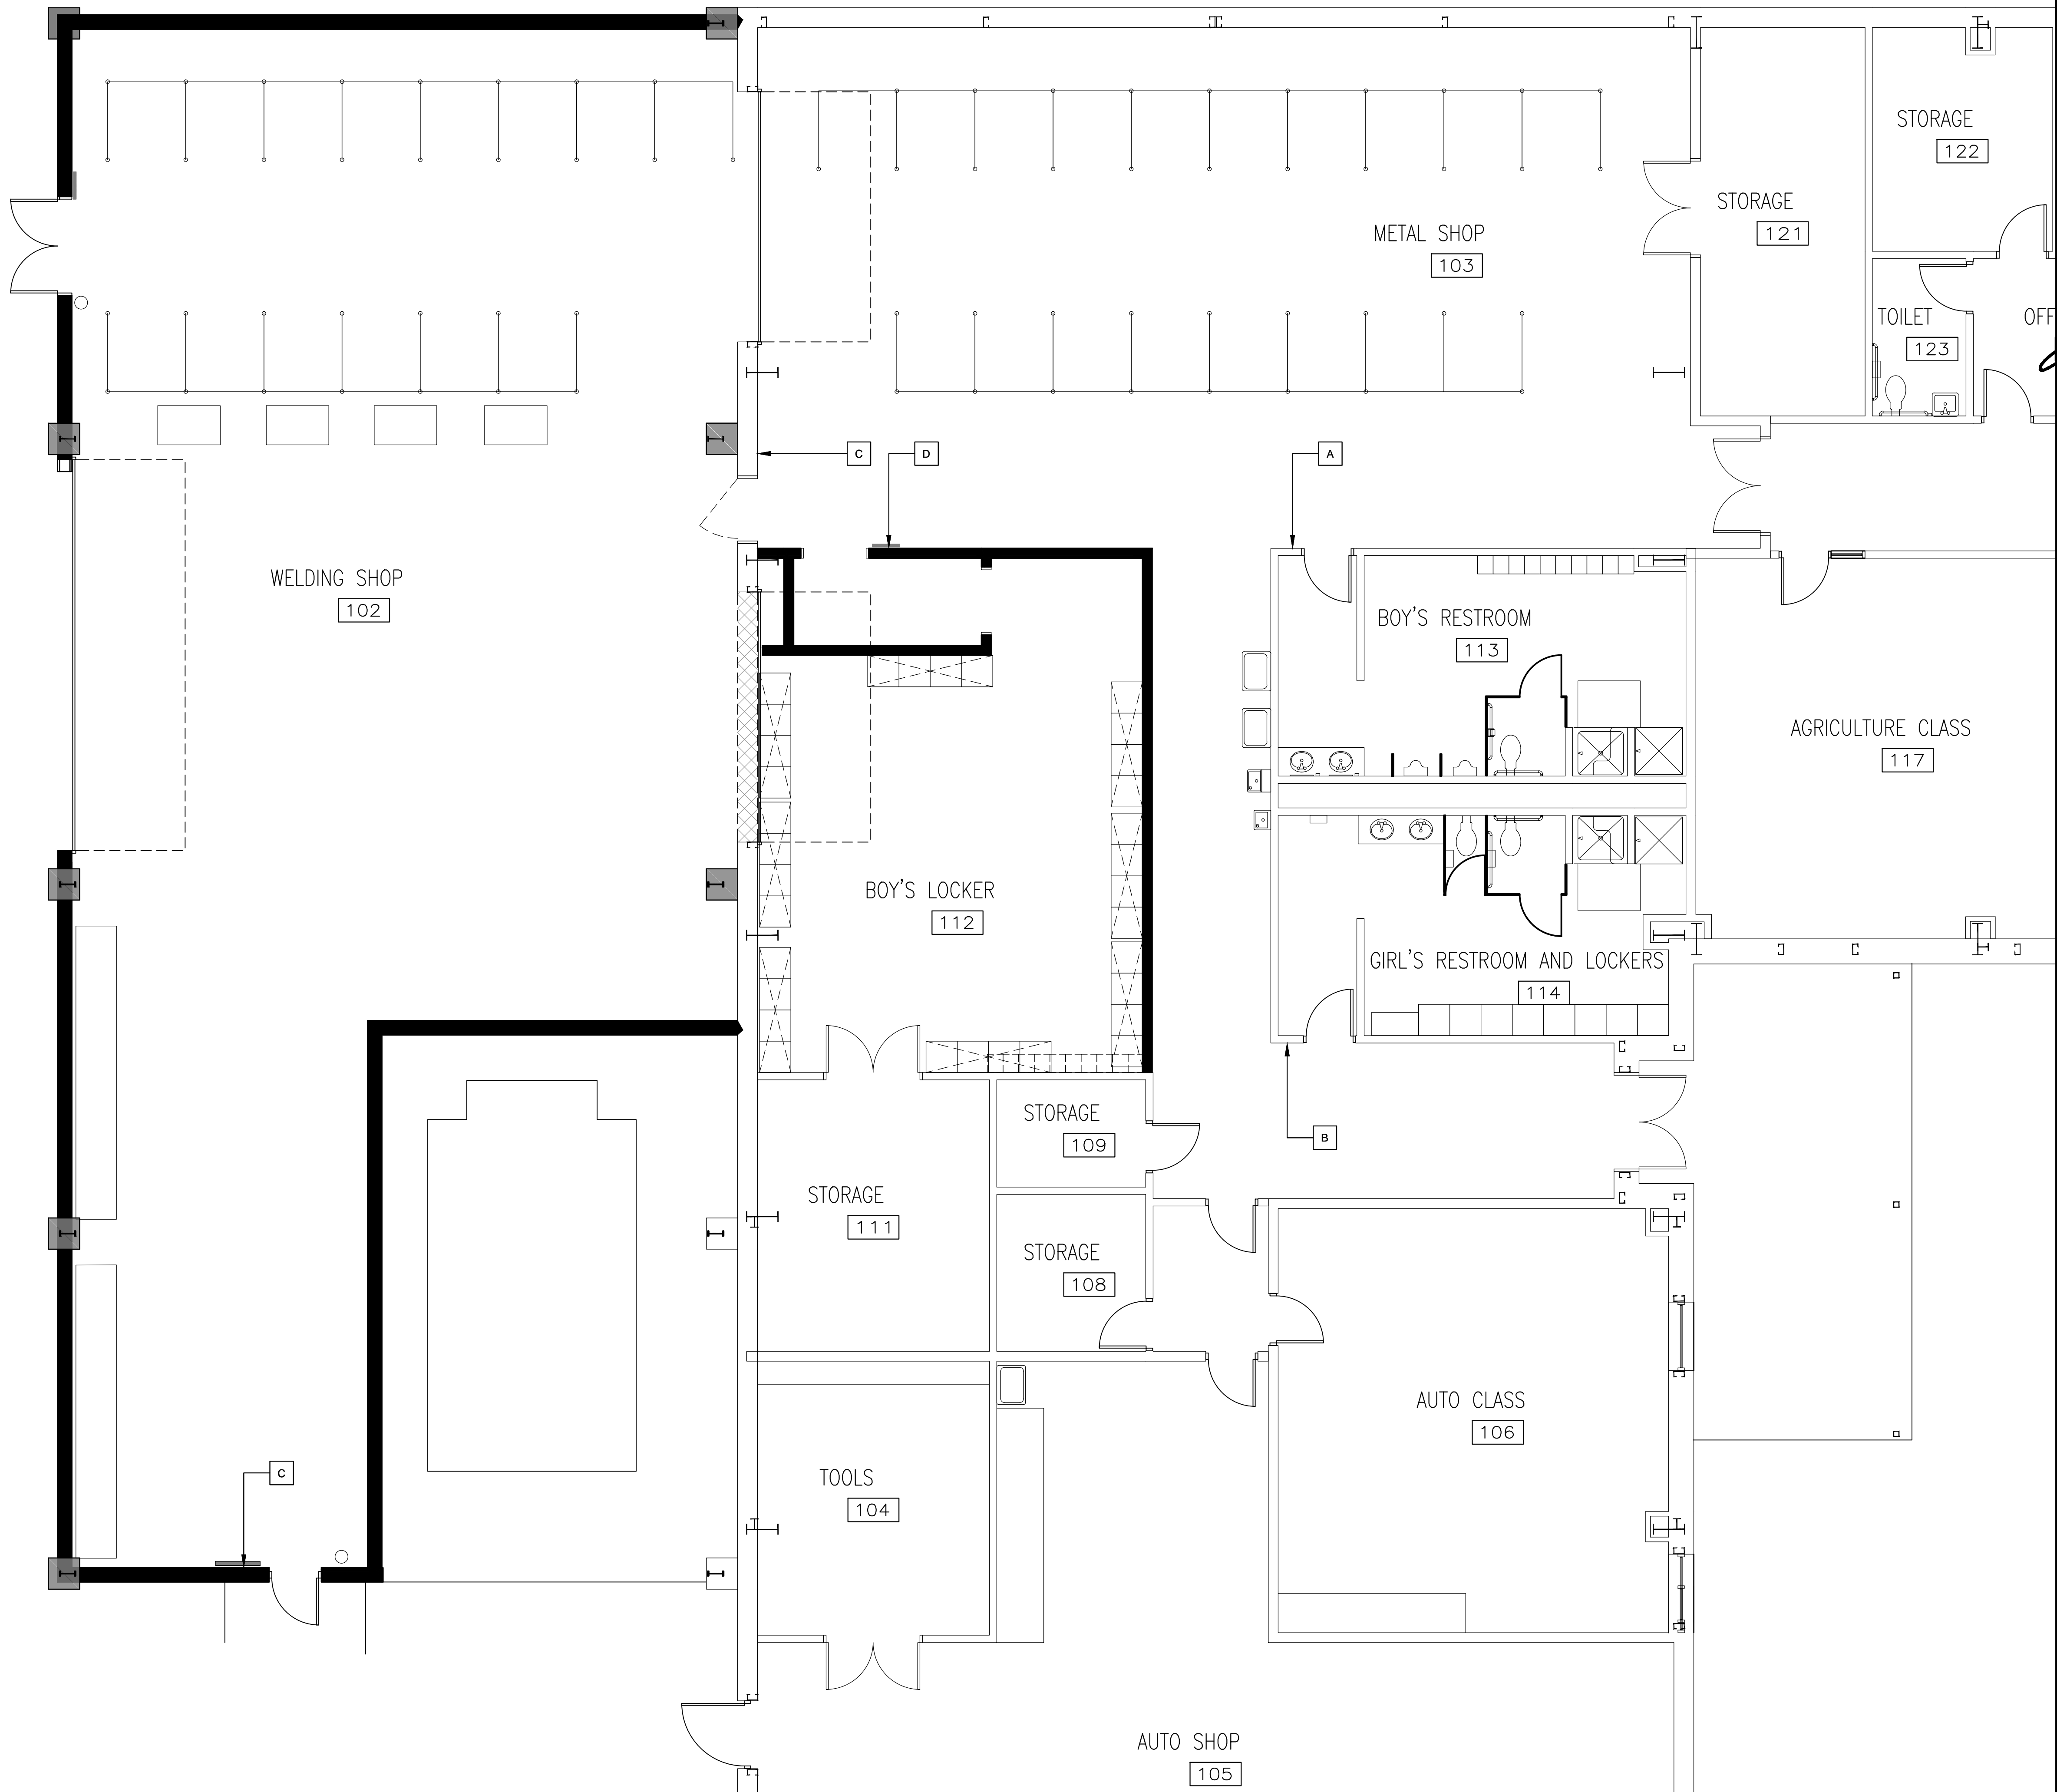 STORAGE
122
STORAGE
121
METAL SHOP
103
TOILET
123
OFF
C
D
A
WELDING SHOP
102
BOY'S RESTROOM
113
AGRICULTURE CLASS
117
BOY'S LOCKER
112
GIRL'S RESTROOM AND LOCKERS
114
STORAGE
109
B
STORAGE
111
STORAGE
108
AUTO CLASS
106
C
TOOLS
104
AUTO SHOP
105